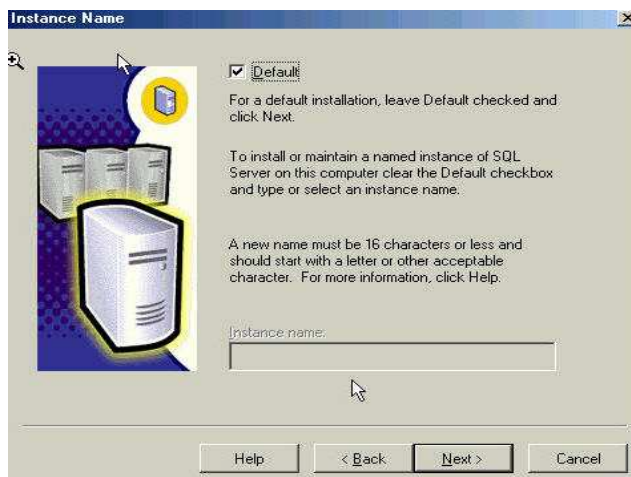 Instance Name
Default
For a default installation, leave Default checked and
click Next.
To install or maintain a named instance of SQL
Server on this computer clear the Default checkbox
and type or select an instance name.
A new name must be 16 characters or less and
should start with a letter or other acceptable
character. For more information, click Help.
Instance name:
Help
< Back
Next >
Cancel